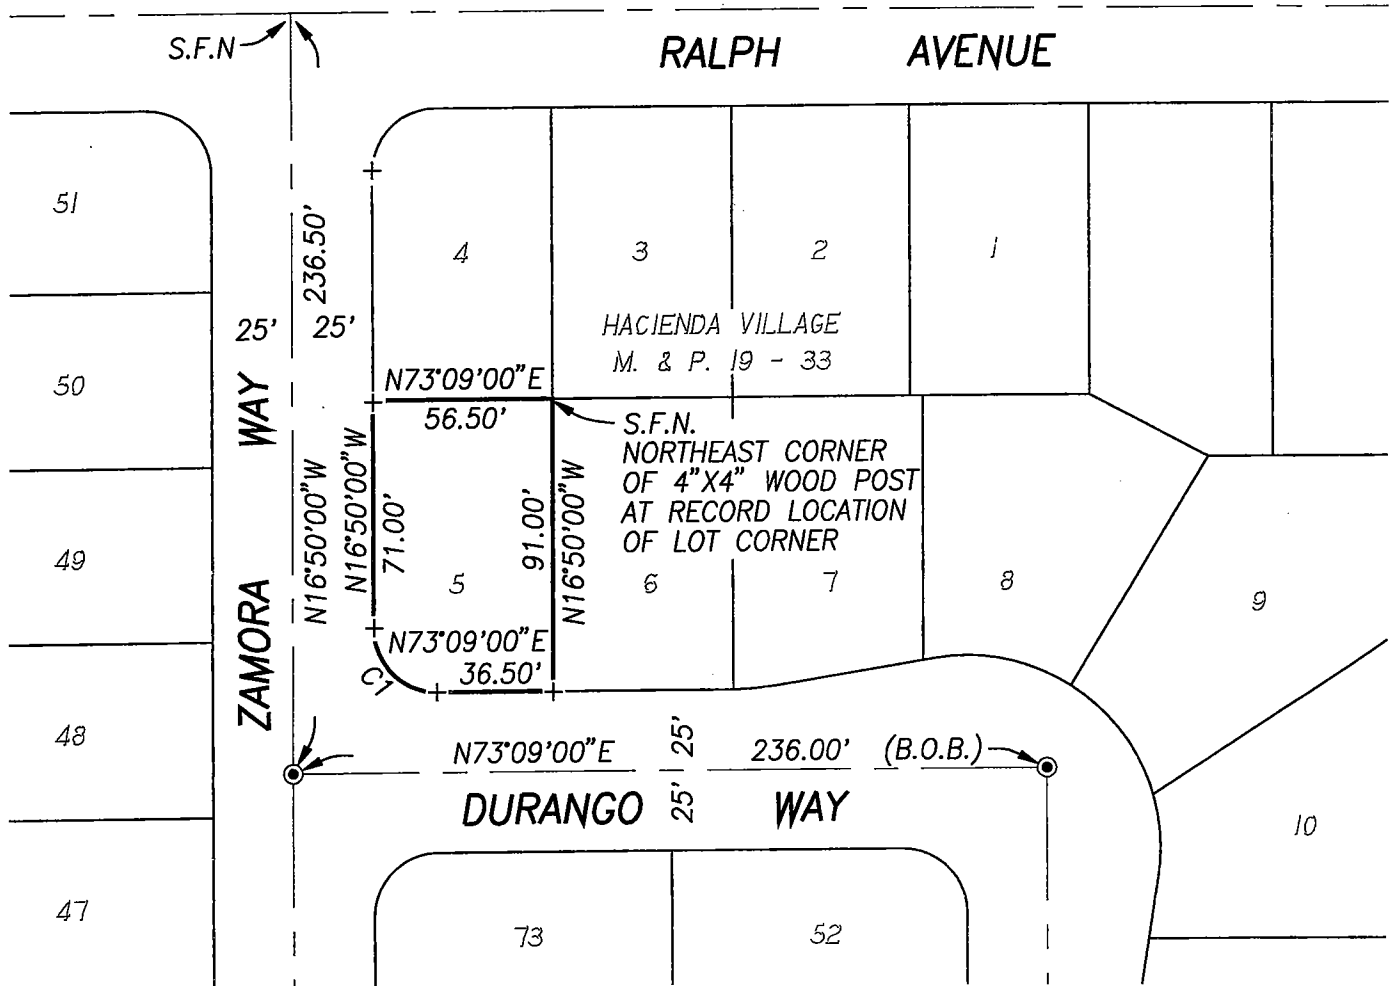 S.F.N
RALPH AVENUE
51
4
3
2
1
236.50'
25' 25'
HACIENDA VILLAGE
M. & P. 19 - 33
50
N73°09'00"E
56.50'
S.F.N.
NORTHEAST CORNER
OF 4"X4" WOOD POST
AT RECORD LOCATION
OF LOT CORNER
ZAMORA WAY
N16°50'00"W
N16°50'00"W
71.00'
91.00'
N16°50'00"W
49
5
6
7
8
9
N73°09'00"E
36.50'
C1
48
N73°09'00"E
25'
25'
236.00'
(B.O.B.)
DURANGO WAY
10
47
73
52